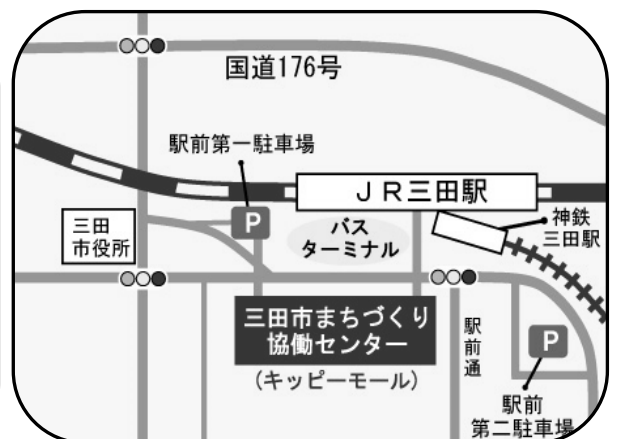 国道176号
駅前第一駐車場
P
JR三田駅
三田
市役所
バス
ターミナル
神鉄
三田駅
三田市まちづくり
協働センター
(キッピーモール)
駅前通
P
駅前
第二駐車場